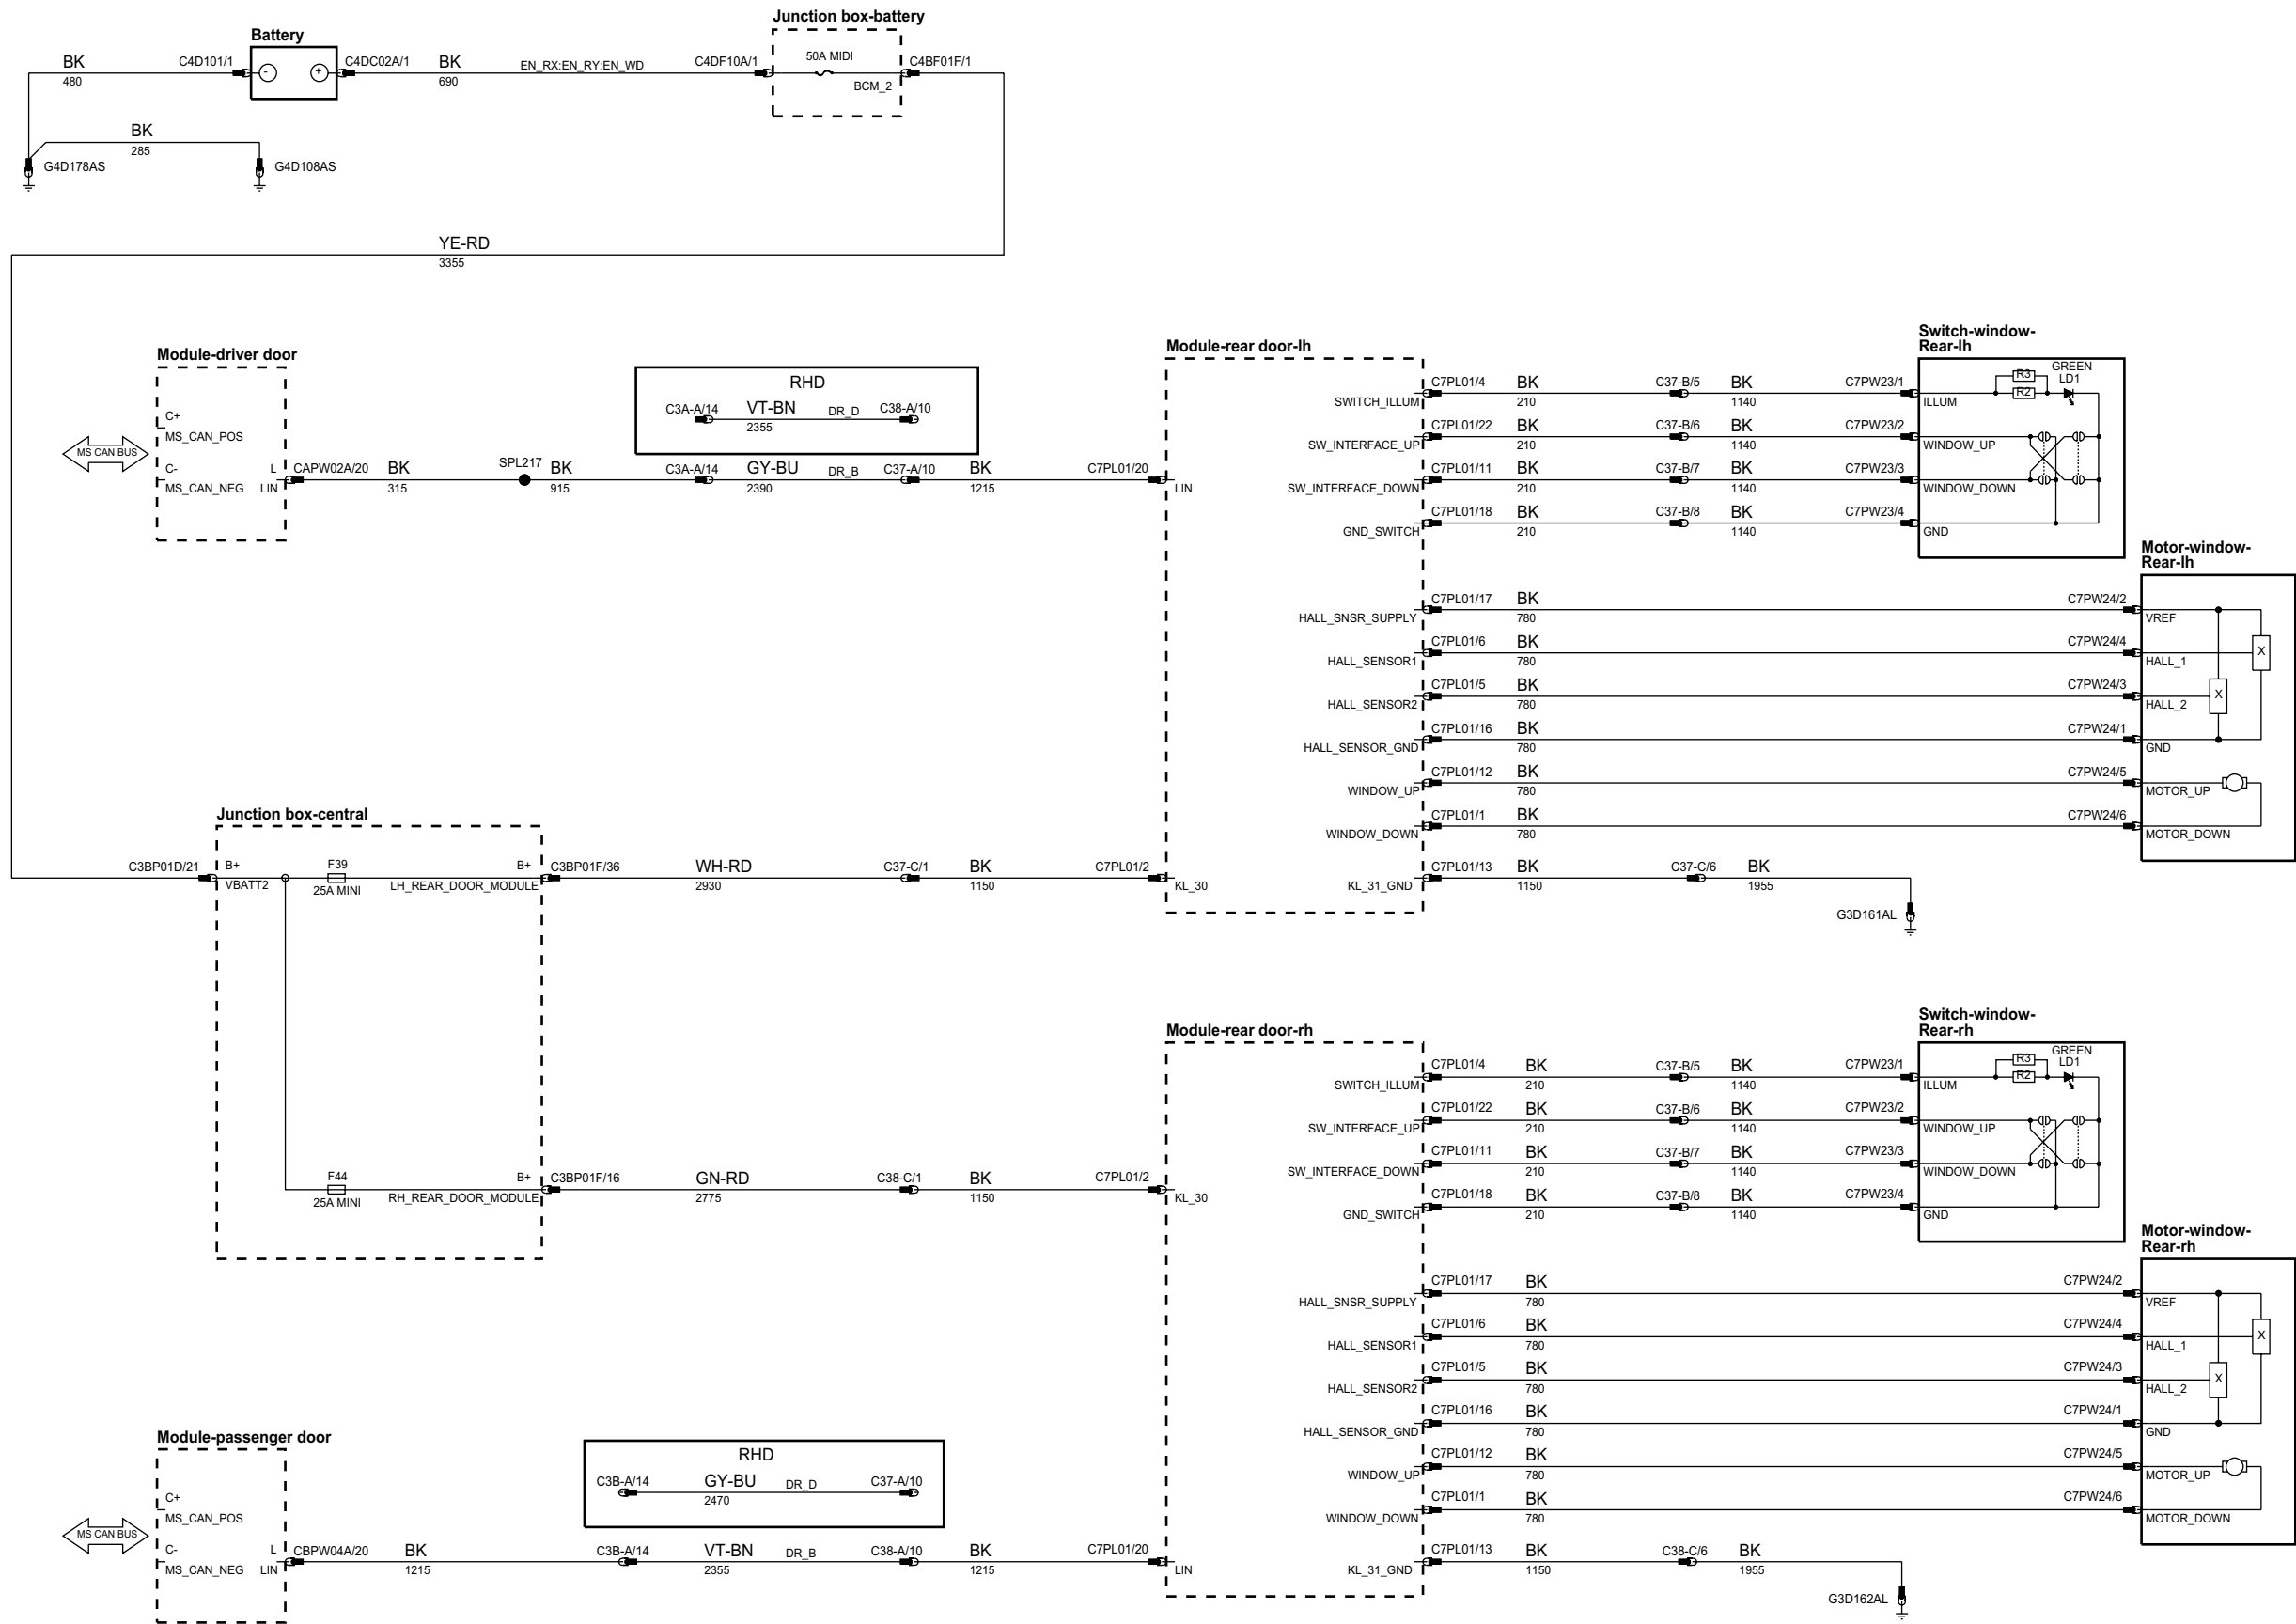 Junction box-battery
Battery
BK
480
C4D101/1
-
+
C4DC02A/1
BK
690
EN_RX:EN_RY:EN_WD
C4DF10A/1
50A MIDI
BCM_2
C4BF01F/1
BK
285
G4D178AS
G4D108AS
YE-RD
3355
Module-driver door
C+
MS_CAN_POS
MS CAN BUS
C-
MS_CAN_NEG
L
LIN
CAPW02A/20
BK
315
SPL217
BK
915
RHD
C3A-A/14
VT-BN
2355
DR_D
C38-A/10
C3A-A/14
GY-BU
2390
DR_B
C37-A/10
BK
1215
C7PL01/20
Module-rear door-lh
LIN
SWITCH_ILLUM
C7PL01/4
BK
210
C37-B/5
BK
1140
C7PW23/1
SW_INTERFACE_UP
C7PL01/22
BK
210
C37-B/6
BK
1140
C7PW23/2
SW_INTERFACE_DOWN
C7PL01/11
BK
210
C37-B/7
BK
1140
C7PW23/3
GND_SWITCH
C7PL01/18
BK
210
C37-B/8
BK
1140
C7PW23/4
Switch-window-
Rear-lh
ILLUM
R3
R2
GREEN
LD1
WINDOW_UP
WINDOW_DOWN
GND
Motor-window-
Rear-lh
HALL_SNSR_SUPPLY
C7PL01/17
BK
780
C7PW24/2
VREF
HALL_SENSOR1
C7PL01/6
BK
780
C7PW24/4
HALL_1
X
HALL_SENSOR2
C7PL01/5
BK
780
C7PW24/3
HALL_2
X
HALL_SENSOR_GND
C7PL01/16
BK
780
C7PW24/1
GND
WINDOW_UP
C7PL01/12
BK
780
C7PW24/5
MOTOR_UP
WINDOW_DOWN
C7PL01/1
BK
780
C7PW24/6
MOTOR_DOWN
Junction box-central
C3BP01D/21
B+
VBATT2
F39
25A MINI
B+
LH_REAR_DOOR_MODULE
C3BP01F/36
WH-RD
2930
C37-C/1
BK
1150
C7PL01/2
KL_30
KL_31_GND
C7PL01/13
BK
1150
C37-C/6
BK
1955
G3D161AL
F44
25A MINI
B+
RH_REAR_DOOR_MODULE
C3BP01F/16
GN-RD
2775
C38-C/1
BK
1150
C7PL01/2
Module-rear door-rh
KL_30
SWITCH_ILLUM
C7PL01/4
BK
210
C37-B/5
BK
1140
C7PW23/1
SW_INTERFACE_UP
C7PL01/22
BK
210
C37-B/6
BK
1140
C7PW23/2
SW_INTERFACE_DOWN
C7PL01/11
BK
210
C37-B/7
BK
1140
C7PW23/3
GND_SWITCH
C7PL01/18
BK
210
C37-B/8
BK
1140
C7PW23/4
Switch-window-
Rear-rh
ILLUM
R3
R2
GREEN
LD1
WINDOW_UP
WINDOW_DOWN
GND
Motor-window-
Rear-rh
HALL_SNSR_SUPPLY
C7PL01/17
BK
780
C7PW24/2
VREF
HALL_SENSOR1
C7PL01/6
BK
780
C7PW24/4
HALL_1
X
HALL_SENSOR2
C7PL01/5
BK
780
C7PW24/3
HALL_2
X
HALL_SENSOR_GND
C7PL01/16
BK
780
C7PW24/1
GND
WINDOW_UP
C7PL01/12
BK
780
C7PW24/5
MOTOR_UP
WINDOW_DOWN
C7PL01/1
BK
780
C7PW24/6
MOTOR_DOWN
Module-passenger door
C+
MS_CAN_POS
MS CAN BUS
C-
MS_CAN_NEG
L
LIN
CBPW04A/20
BK
1215
RHD
C3B-A/14
GY-BU
2470
DR_D
C37-A/10
C3B-A/14
VT-BN
2355
DR_B
C38-A/10
BK
1215
C7PL01/20
LIN
KL_31_GND
C7PL01/13
BK
1150
C38-C/6
BK
1955
G3D162AL